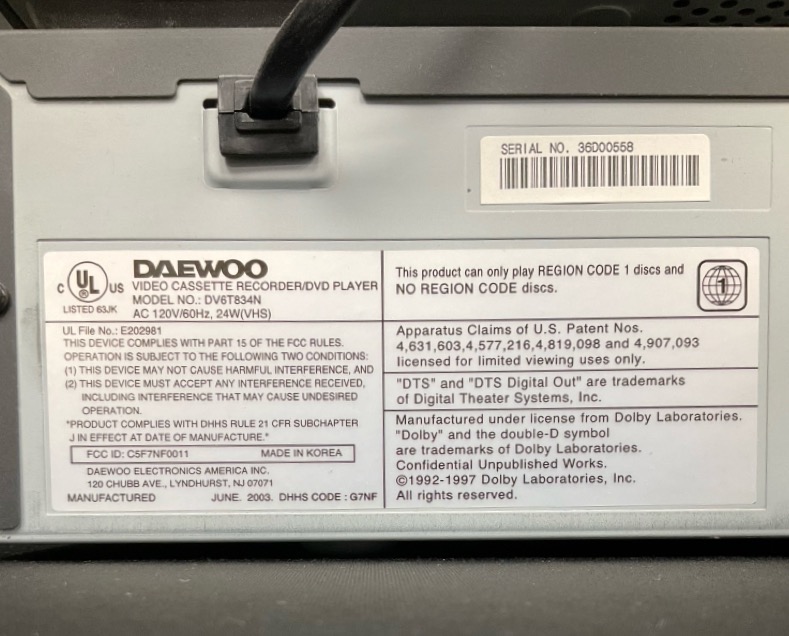 SERIAL NO. 36D00558
C UL ® US
LISTED 63JK
DAEWOO
VIDEO CASSETTE RECORDER/DVD PLAYER
MODEL NO.: DV6T834N
AC 120V/60Hz, 24W(VHS)
UL File No.: E202981
THIS DEVICE COMPLIES WITH PART 15 OF THE FCC RULES.
OPERATION IS SUBJECT TO THE FOLLOWING TWO CONDITIONS:
(1) THIS DEVICE MAY NOT CAUSE HARMFUL INTERFERENCE, AND
(2) THIS DEVICE MUST ACCEPT ANY INTERFERENCE RECEIVED,
INCLUDING INTERFERENCE THAT MAY CAUSE UNDESIRED
OPERATION.
"PRODUCT COMPLIES WITH DHHS RULE 21 CFR SUBCHAPTER
J IN EFFECT AT DATE OF MANUFACTURE."
FCC ID: C5F7NF0011 MADE IN KOREA
DAEWOO ELECTRONICS AMERICA INC.
120 CHUBB AVE., LYNDHURST, NJ 07071
MANUFACTURED JUNE. 2003. DHHS CODE : G7NF
This product can only play REGION CODE 1 discs and
NO REGION CODE discs.
1
Apparatus Claims of U.S. Patent Nos.
4,631,603,4,577,216,4,819,098 and 4,907,093
licensed for limited viewing uses only.
"DTS" and "DTS Digital Out" are trademarks
of Digital Theater Systems, Inc.
Manufactured under license from Dolby Laboratories.
"Dolby" and the double-D symbol
are trademarks of Dolby Laboratories.
Confidential Unpublished Works.
©1992-1997 Dolby Laboratories, Inc.
All rights reserved.